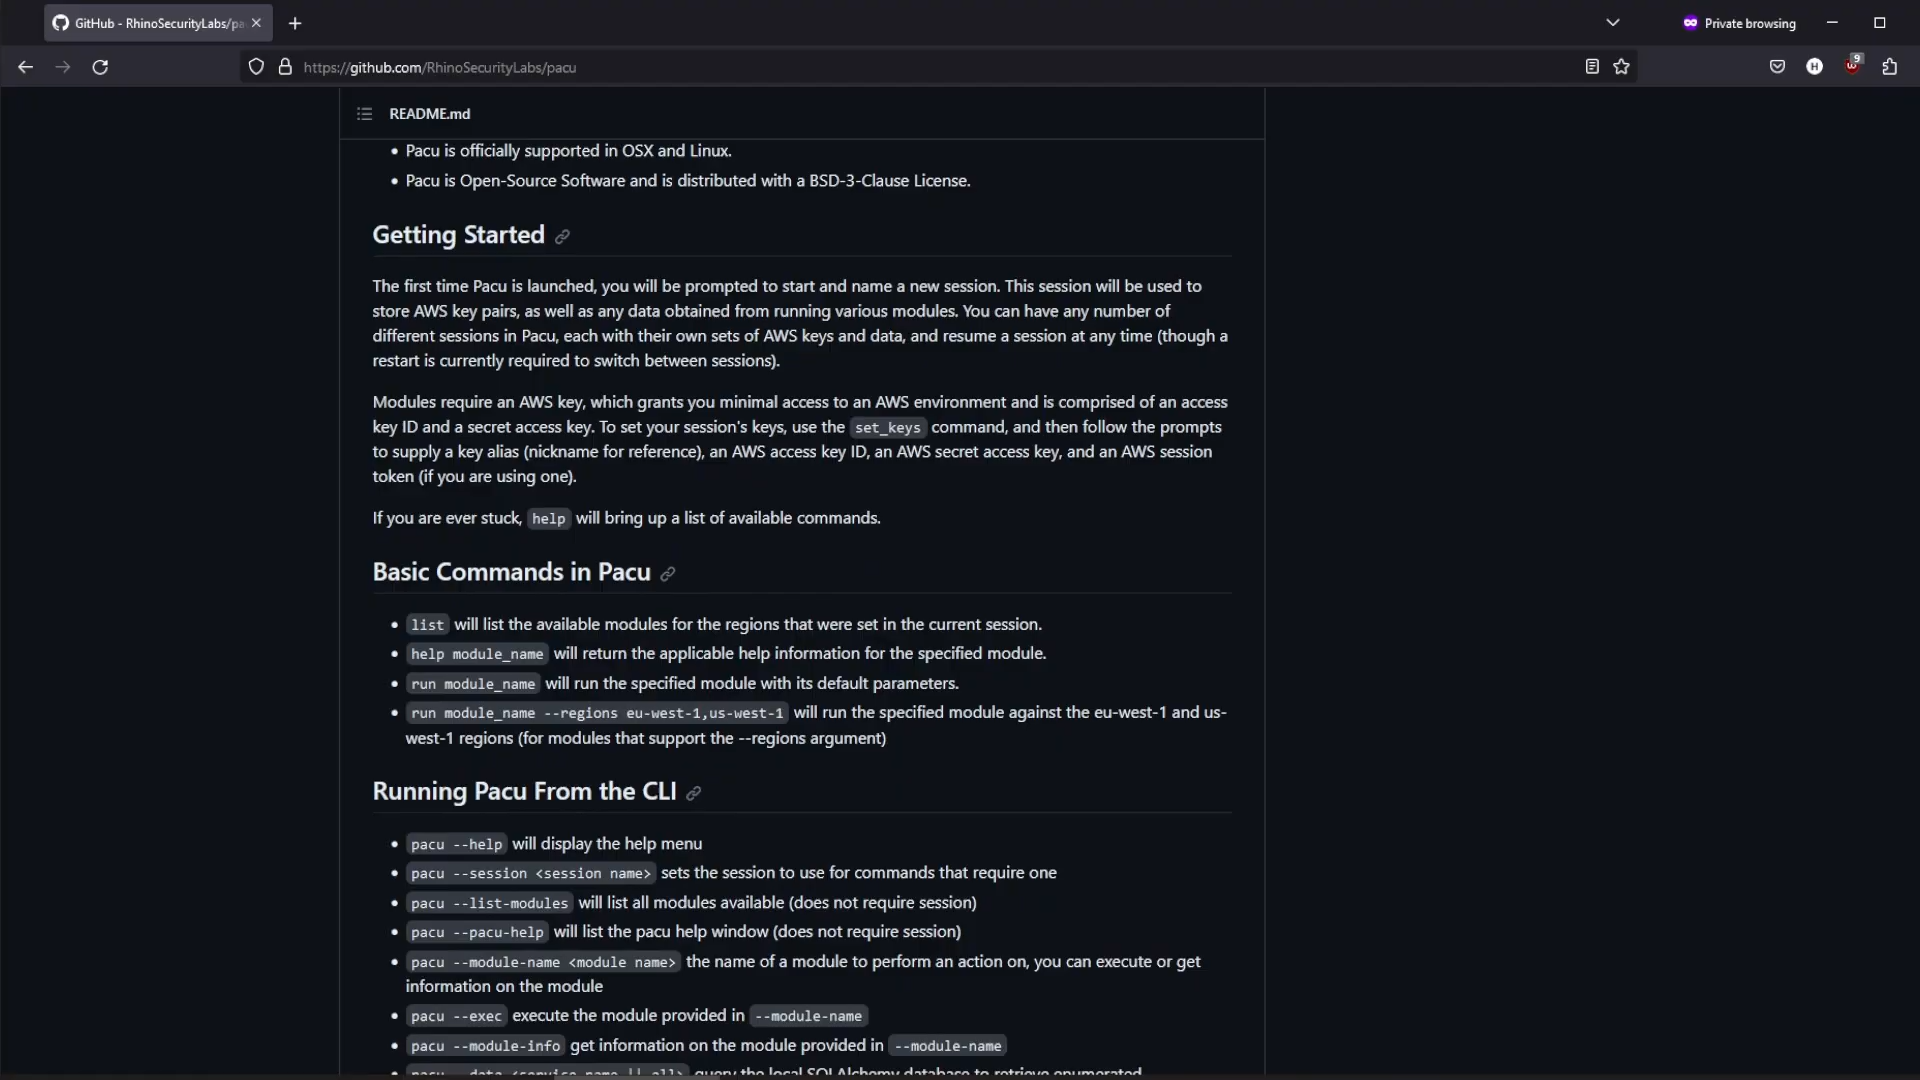 GitHub - RhinoSecurityLabs/pa
Private browsing
https://github.com/RhinoSecurityLabs/pacu
9
H
README.md
• Pacu is officially supported in OSX and Linux.
• Pacu is Open-Source Software and is distributed with a BSD-3-Clause License.
Getting Started
The first time Pacu is launched, you will be prompted to start and name a new session. This session will be used to
store AWS key pairs, as well as any data obtained from running various modules. You can have any number of
different sessions in Pacu, each with their own sets of AWS keys and data, and resume a session at any time (though a
restart is currently required to switch between sessions).
Modules require an AWS key, which grants you minimal access to an AWS environment and is comprised of an access
key ID and a secret access key. To set your session's keys, use the set_keys command, and then follow the prompts
to supply a key alias (nickname for reference), an AWS access key ID, an AWS secret access key, and an AWS session
token (if you are using one).
If you are ever stuck, help will bring up a list of available commands.
Basic Commands in Pacu
• list will list the available modules for the regions that were set in the current session.
• help module_name will return the applicable help information for the specified module.
• run module_name will run the specified module with its default parameters.
• run module_name --regions eu-west-1,us-west-1 will run the specified module against the eu-west-1 and us-
west-1 regions (for modules that support the --regions argument)
Running Pacu From the CLI
• pacu --help will display the help menu
• pacu --session <session name> sets the session to use for commands that require one
• pacu --list-modules will list all modules available (does not require session)
• pacu --pacu-help will list the pacu help window (does not require session)
• pacu --module-name <module name> the name of a module to perform an action on, you can execute or get
information on the module
• pacu --exec execute the module provided in --module-name
• pacu --module-info get information on the module provided in --module-name
• pacu --data <service name || all> query the local SQLAlchemy database to retrieve enumerated